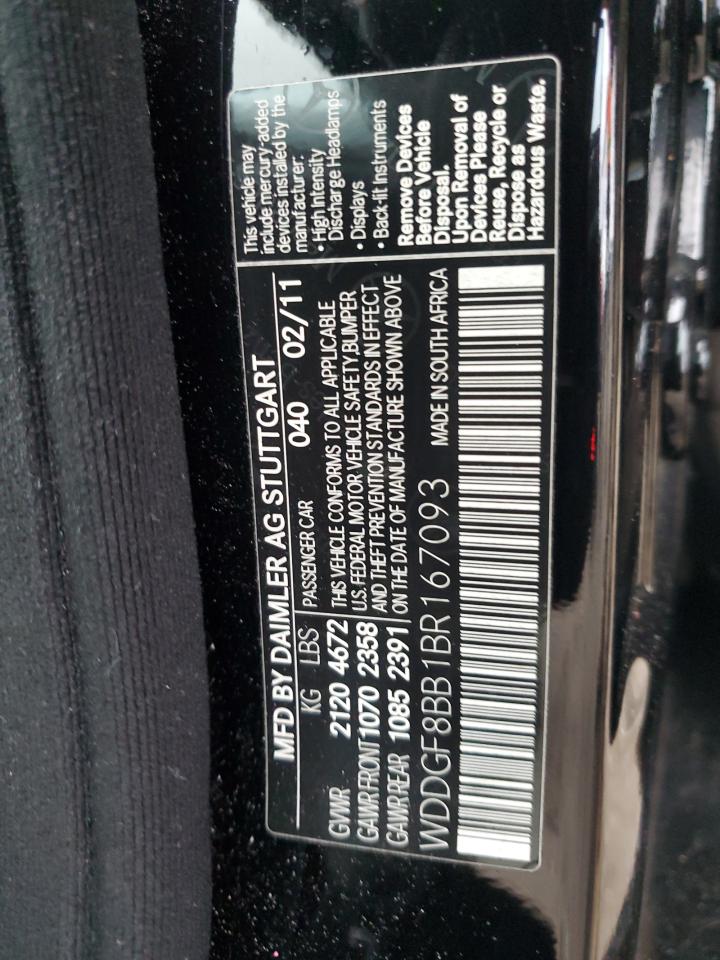 MFD BY DAIMLER AG STUTTGART
KG LBS PASSENGER CAR 040 02/11
GVWR 2120 4672 THIS VEHICLE CONFORMS TO ALL APPLICABLE
GAWR FRONT 1070 2358 U.S. FEDERAL MOTOR VEHICLE SAFETY,BUMPER
GAWR REAR 1085 2391 AND THEFT PREVENTION STANDARDS IN EFFECT
ON THE DATE OF MANUFACTURE SHOWN ABOVE
WDDGF8BB1BR167093 MADE IN SOUTH AFRICA
This vehicle may
include mercury-added
devices installed by the
manufacturer:
• High Intensity
Discharge Headlamps
• Displays
• Back-lit Instruments
Remove Devices
Before Vehicle
Disposal.
Upon Removal of
Devices Please
Reuse, Recycle or
Dispose as
Hazardous Waste.